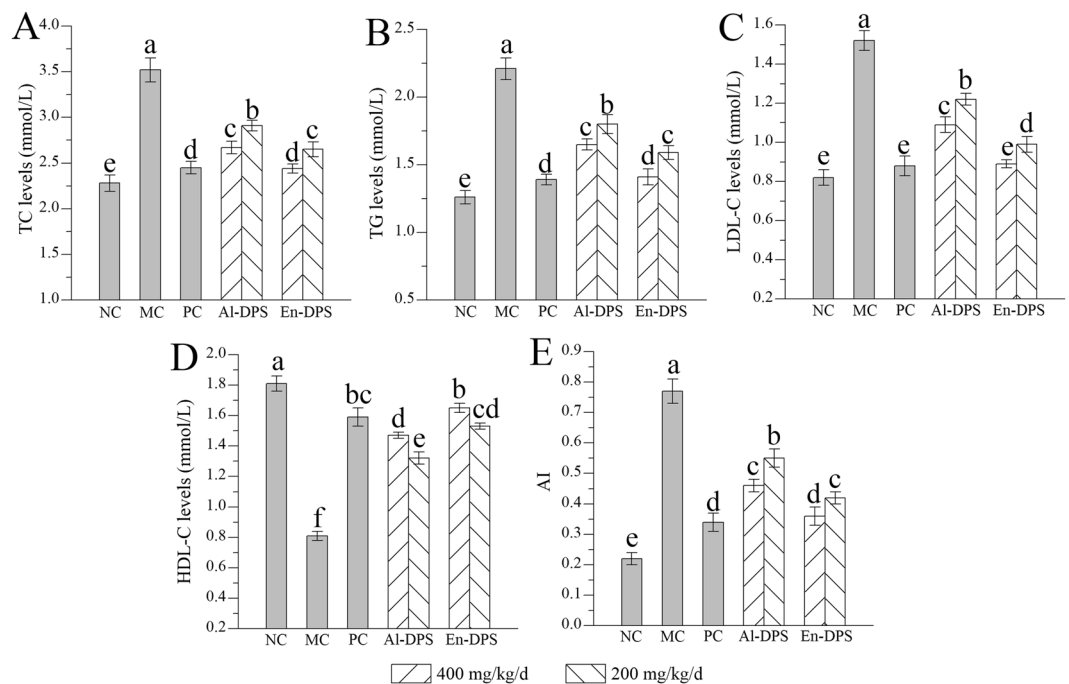 A
TC levels (mmol/L)
4.0
3.5
3.0
2.5
2.0
1.5
1.0
e
a
d
c
b
d
c
NC MC PC Al-DPS En-DPS
B
TG levels (mmol/L)
2.5
2.0
1.5
1.0
0.5
e
a
d
c
b
d
c
NC MC PC Al-DPS En-DPS
C
LDL-C levels (mmol/L)
1.6
1.4
1.2
1.0
0.8
0.6
0.4
0.2
e
a
e
c
b
e
d
NC MC PC Al-DPS En-DPS
D
HDL-C levels (mmol/L)
2.0
1.8
1.6
1.4
1.2
1.0
0.8
0.6
0.4
0.2
a
f
bc
d
e
b
cd
NC MC PC Al-DPS En-DPS
E
AI
0.9
0.8
0.7
0.6
0.5
0.4
0.3
0.2
0.1
0.0
e
a
d
c
b
d
c
NC MC PC Al-DPS En-DPS
400 mg/kg/d 200 mg/kg/d